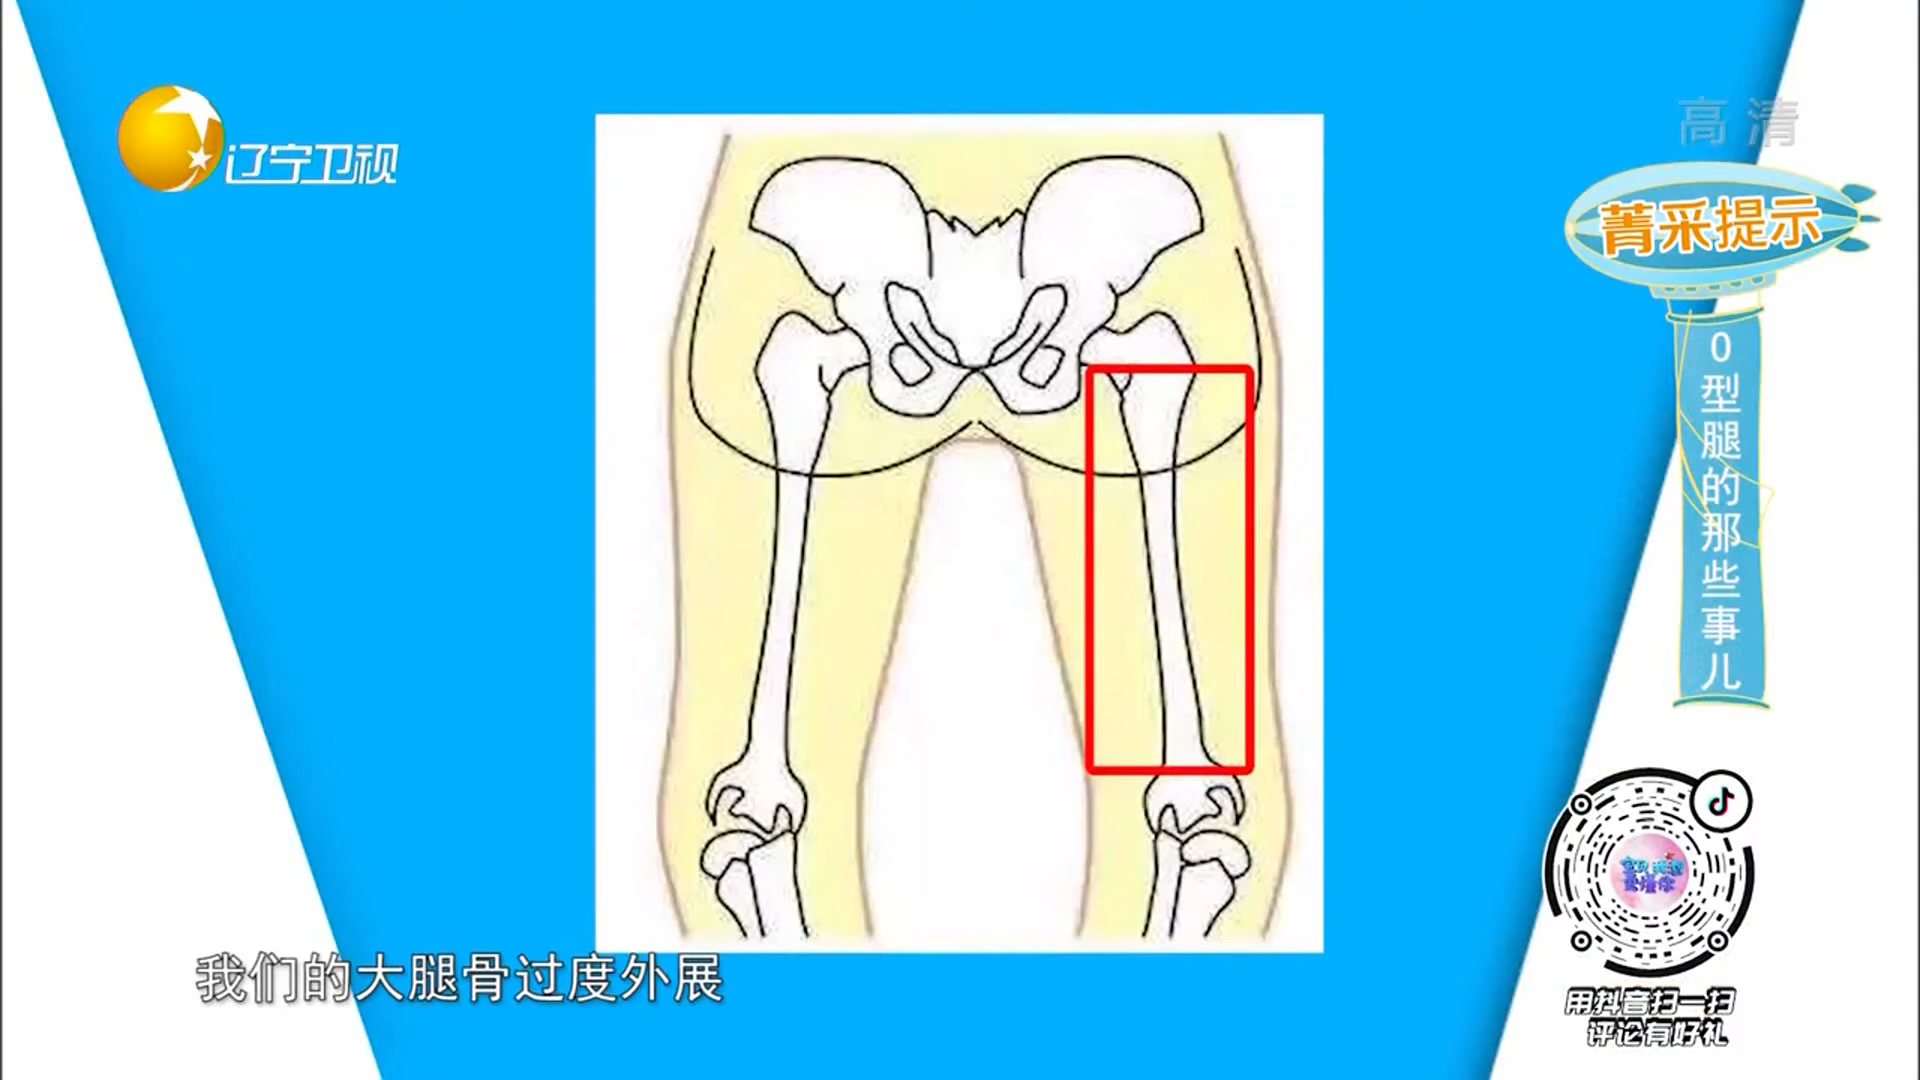 辽宁卫视
高清
菁采提示
O型腿的那些事儿
我们的大腿骨过度外展
用抖音扫一扫
评论有好礼